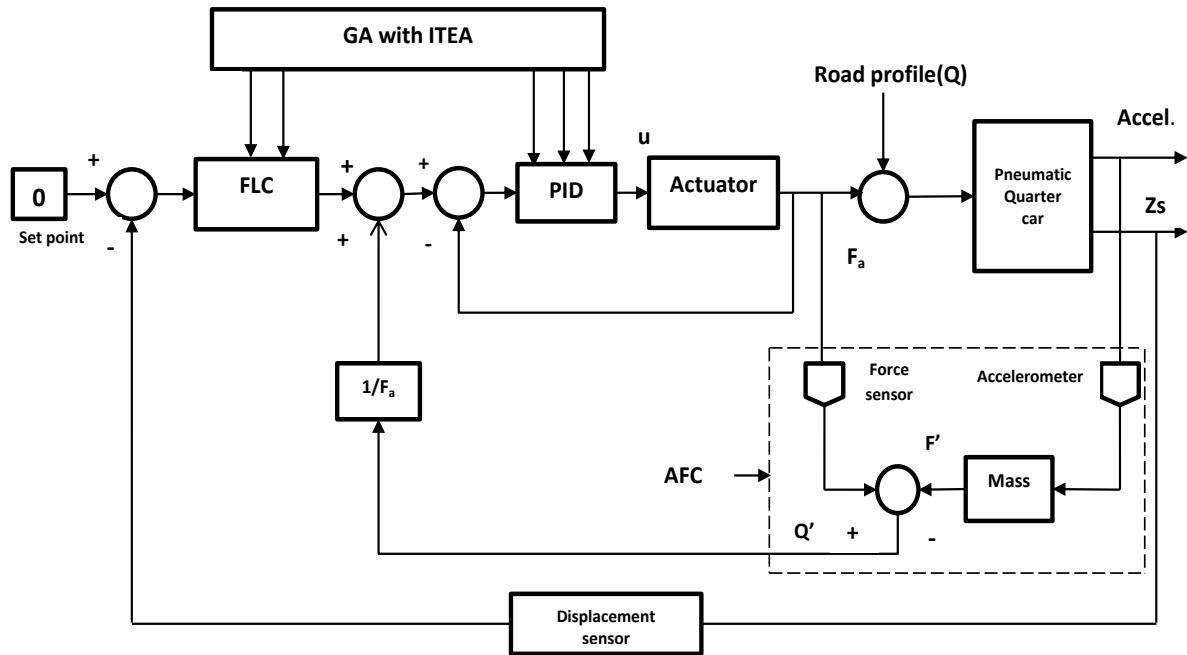 GA with ITEA
Road profile(Q)
Accel.
u
+
FLC
+
+
PID
Actuator
Pneumatic
Quarter
car
0
Zs
Set point
-
+
-
Fₐ
1/Fₐ
Force
sensor
Accelerometer
F’
AFC
Mass
Q’
+
-
Displacement
sensor